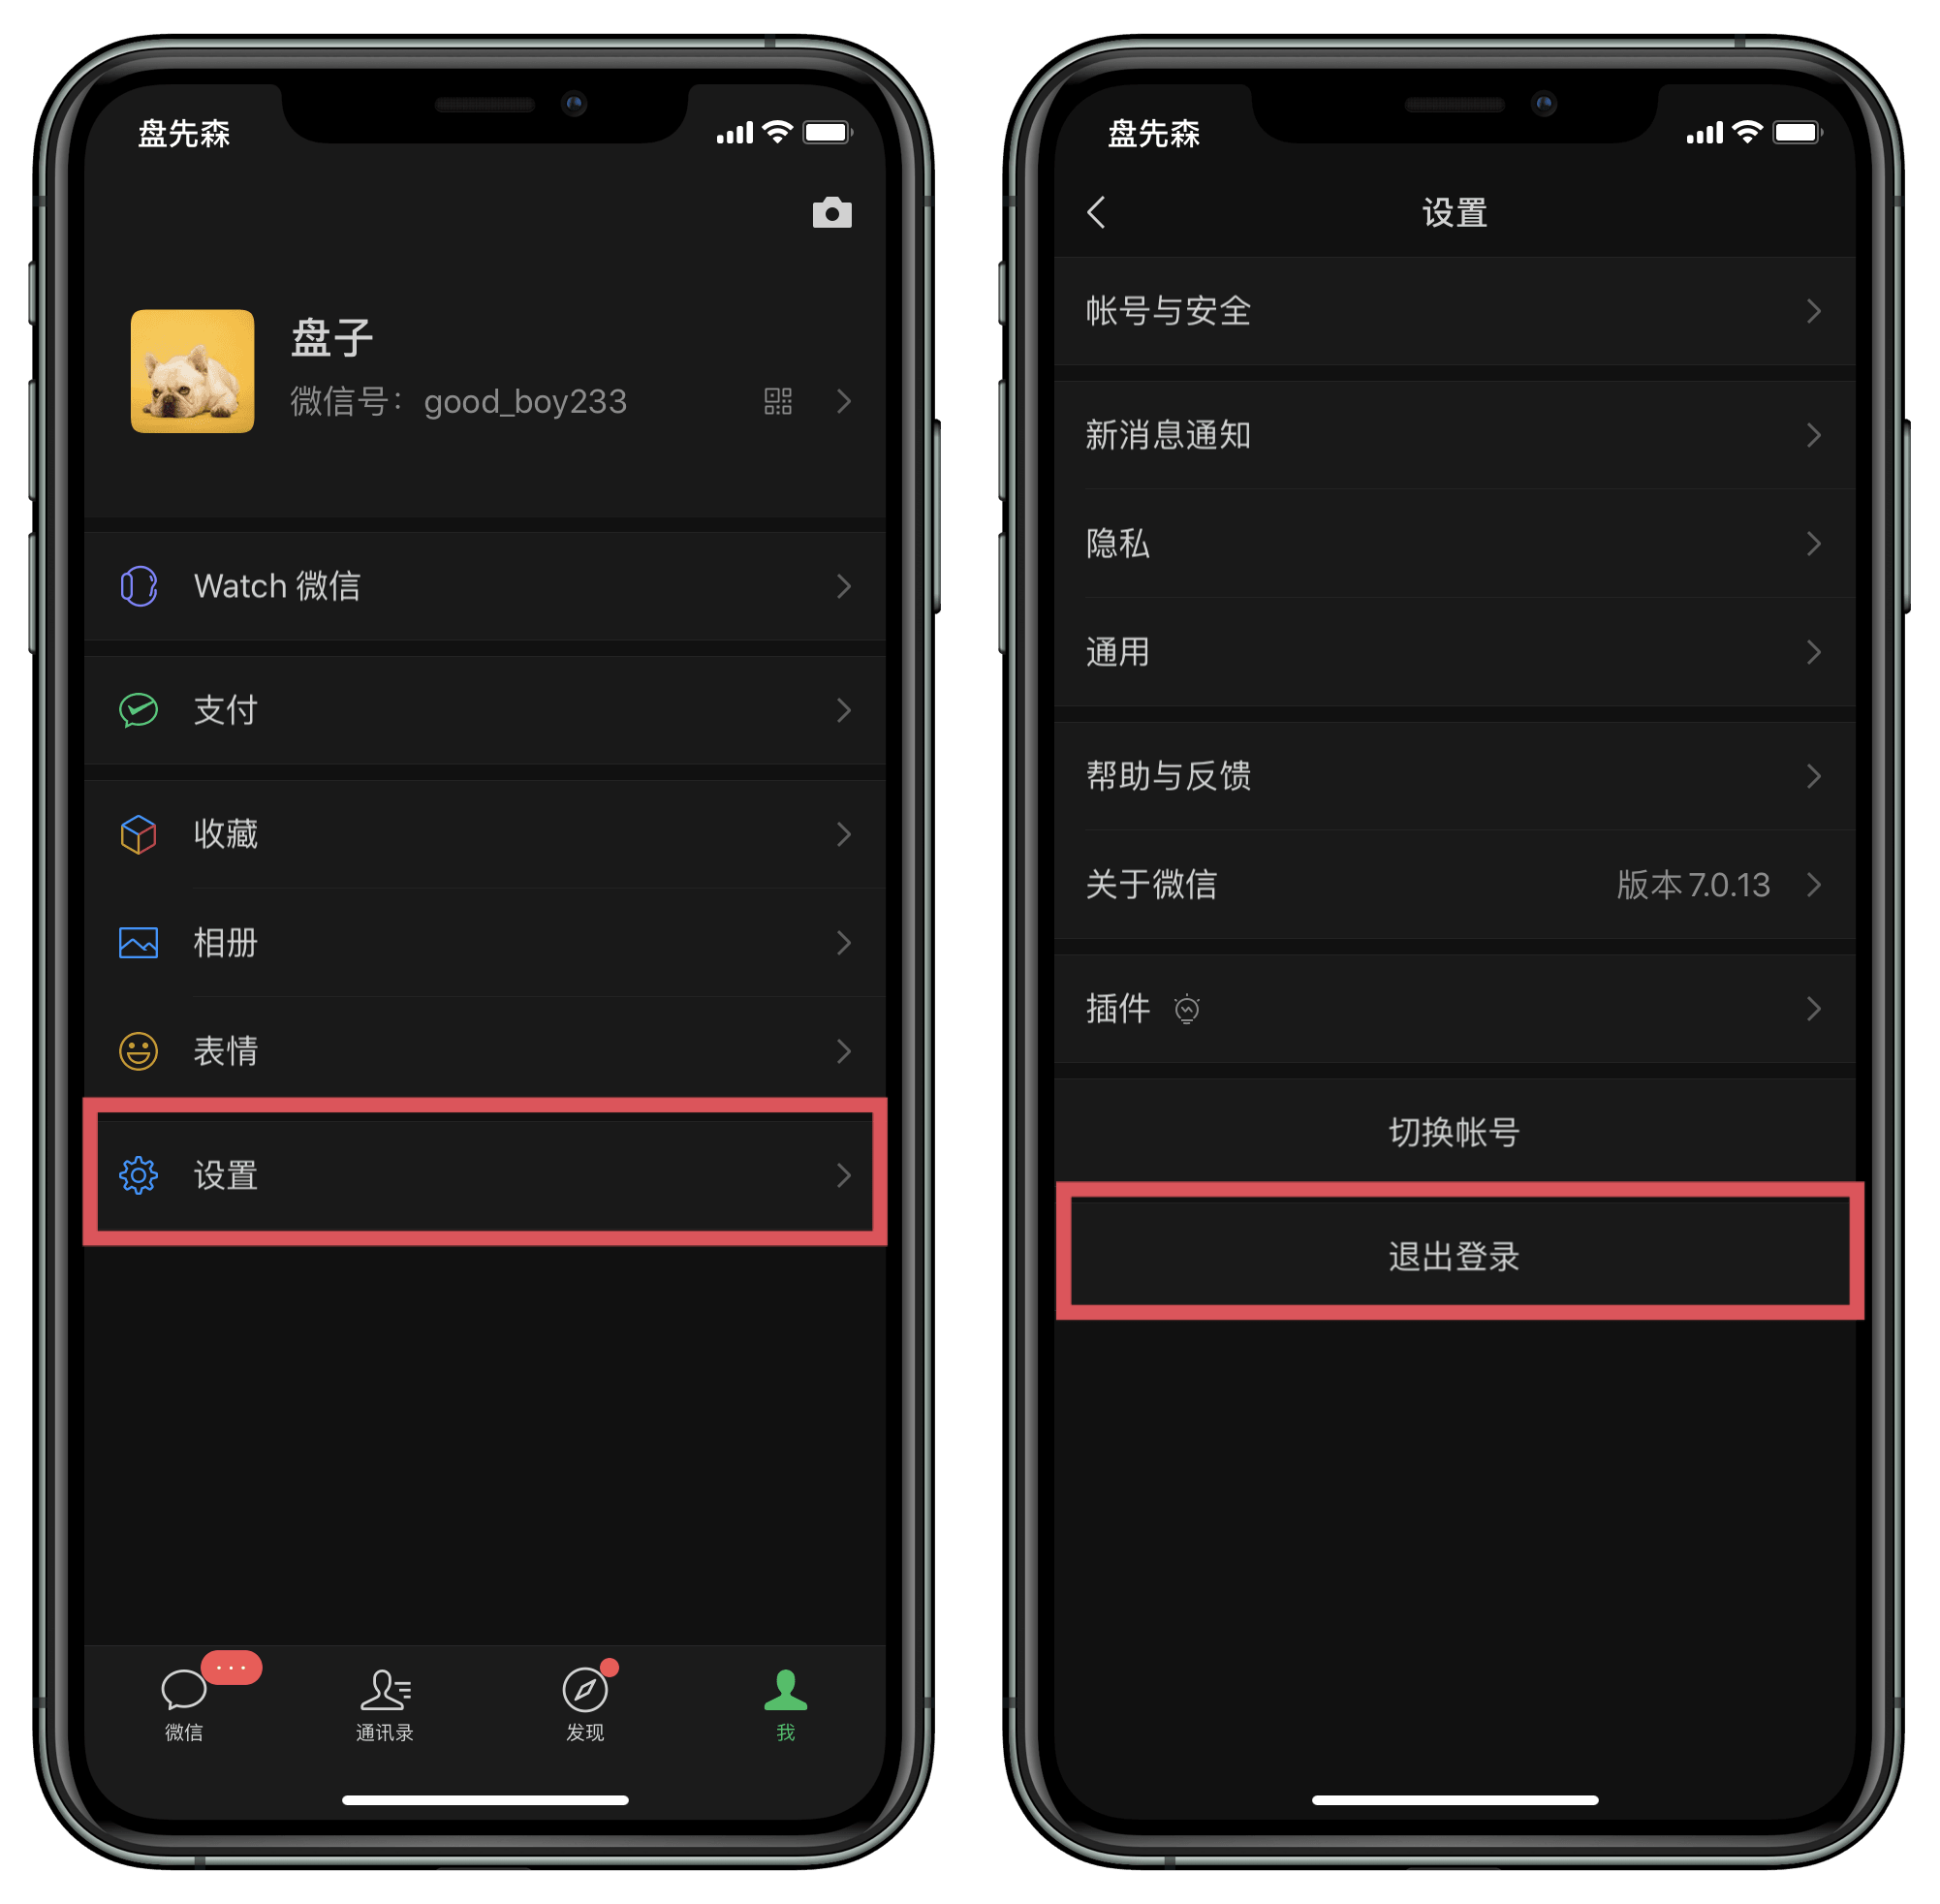 盘先森
盘子
微信号：good_boy233
Watch 微信
支付
收藏
相册
表情
设置
微信
通讯录
发现
我
盘先森
设置
帐号与安全
新消息通知
隐私
通用
帮助与反馈
关于微信 版本 7.0.13
插件
切换帐号
退出登录